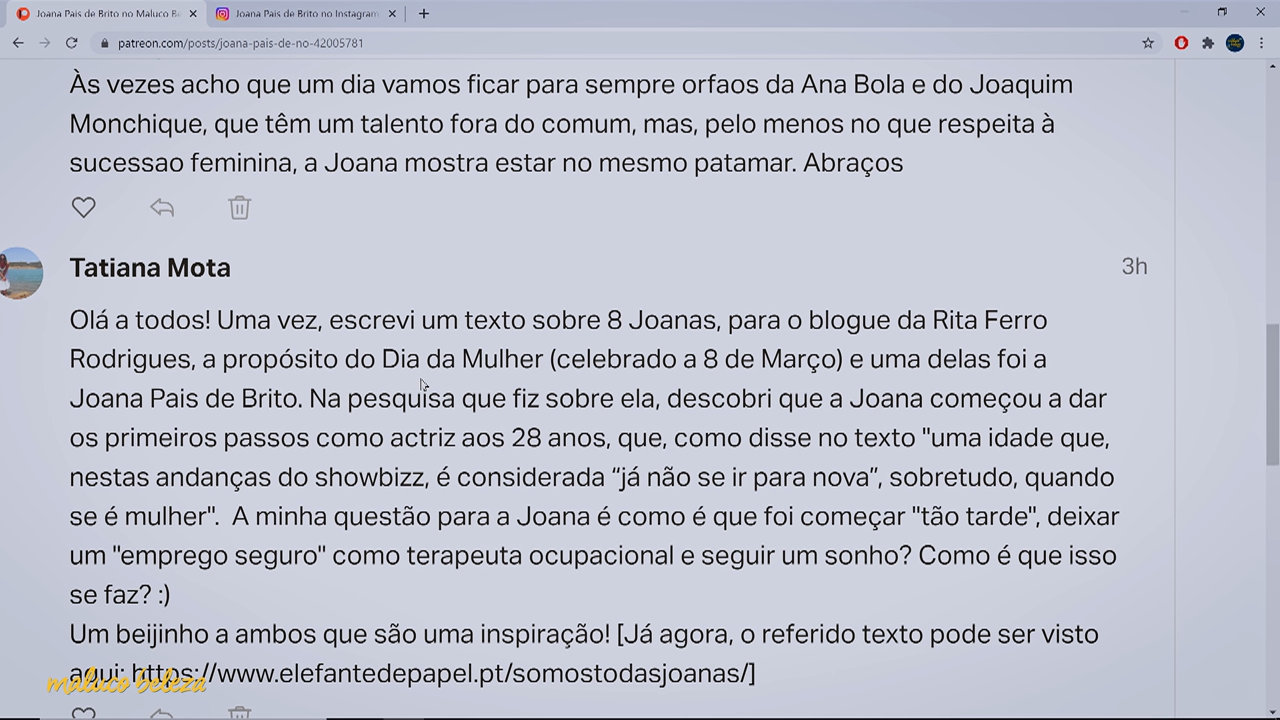 Joana Pais de Brito no Maluco Be
Joana Pais de Brito no Instagram
patreon.com/posts/joana-pais-de-no-42005781
Às vezes acho que um dia vamos ficar para sempre orfaos da Ana Bola e do Joaquim
Monchique, que têm um talento fora do comum, mas, pelo menos no que respeita à
sucessao feminina, a Joana mostra estar no mesmo patamar. Abraços
Tatiana Mota
3h
Olá a todos! Uma vez, escrevi um texto sobre 8 Joanas, para o blogue da Rita Ferro
Rodrigues, a propósito do Dia da Mulher (celebrado a 8 de Março) e uma delas foi a
Joana Pais de Brito. Na pesquisa que fiz sobre ela, descobri que a Joana começou a dar
os primeiros passos como actriz aos 28 anos, que, como disse no texto "uma idade que,
nestas andanças do showbizz, é considerada “já não se ir para nova”, sobretudo, quando
se é mulher".  A minha questão para a Joana é como é que foi começar "tão tarde", deixar
um "emprego seguro" como terapeuta ocupacional e seguir um sonho? Como é que isso
se faz? :)
Um beijinho a ambos que são uma inspiração! [Já agora, o referido texto pode ser visto
aqui: https://www.elefantedepapel.pt/somostodasjoanas/]
maluco beleza